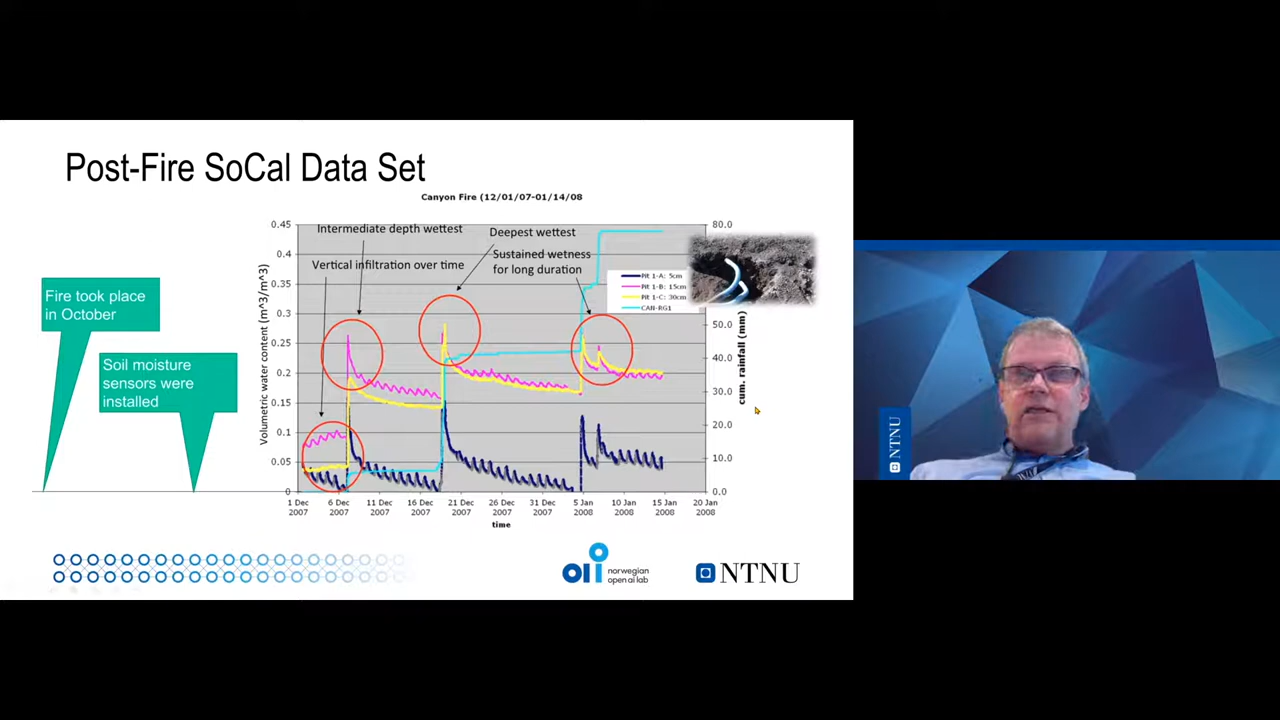 Post-Fire SoCal Data Set
Canyon Fire (12/01/07-01/14/08
Fire took place
in October
Soil moisture
sensors were
installed
Volumetric water content (m^3/m^3)
0.45
0.4
0.35
0.3
0.25
0.2
0.15
0.1
0.05
0
Intermediate depth wettest
Vertical infiltration over time
Deepest wettest
Sustained wetness
for long duration
Pit 1-A: 5cm
Pit 1-B: 15cm
Pit 1-C: 30cm
CAN-RG1
80.0
50.0
40.0
30.0
20.0
10.0
0.0
cum. rainfall (mm)
1 Dec 6 Dec 11 Dec 16 Dec 21 Dec 26 Dec 31 Dec 5 Jan 10 Jan 15 Jan 20 Jan
2007 2007 2007 2007 2007 2007 2007 2008 2008 2008 2008
time
norwegian
open ai lab
NTNU
NTNU